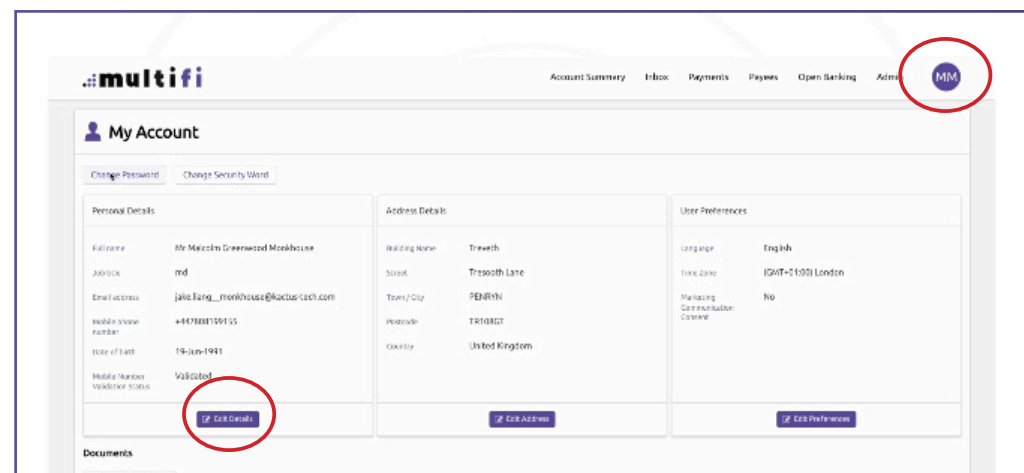 multifi
Account Summary Inbox Payments Payees Open Banking Admin MM
My Account
Change Password Change Security Word
Personal Details
Full name Mr Malcolm Greenwood Monkhouse
Job title md
Email address jake.liang__monkhouse@kactus-tech.com
Mobile phone number
Date of birth 19-Jun-1991
Mobile Number Validated
Validation Status
Edit Details
Address Details
Building Name Treveth
Street Tresooth Lane
Town / City PENRYN
Postcode TR108GT
Country United Kingdom
Edit Address
User Preferences
Language English
Time Zone (GMT+01:00) London
Marketing No
Communication
Consent
Edit Preferences
Documents